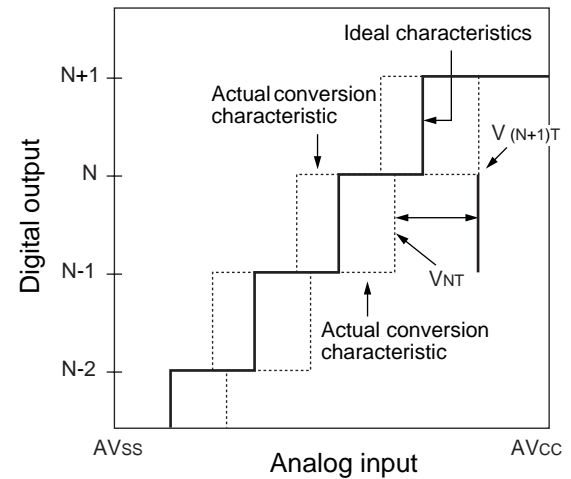 Ideal characteristics
N+1
Actual conversion
characteristic
V (N+1)T
N
Digital output
N-1
VNT
Actual conversion
characteristic
N-2
AVSS
AVCC
Analog input